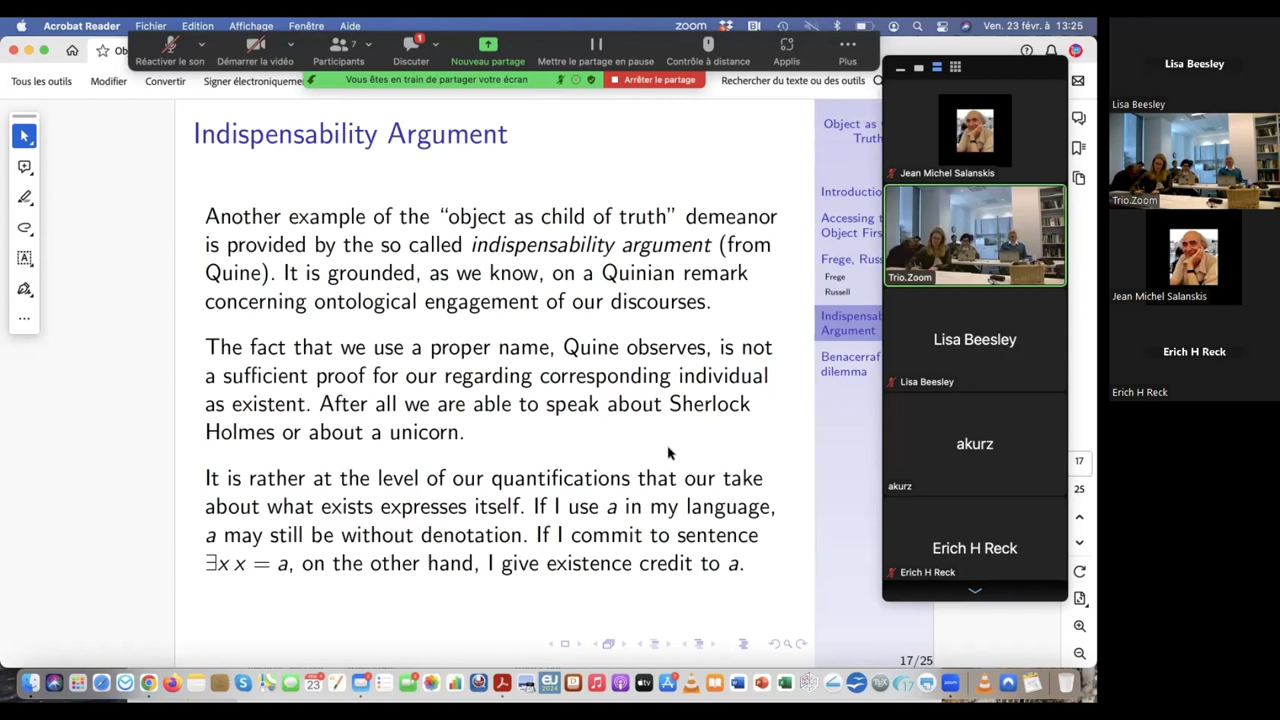 Acrobat Reader Fichier Edition Affichage Fenêtre Aide
zoom
Ven. 23 févr. à 13:25
Réactiver le son
Démarrer la vidéo
7
Participants
1
Discuter
Nouveau partage
Mettre le partage en pause
Contrôle à distance
Applis
Plus
Vous êtes en train de partager votre écran
Arrêter le partage
Tous les outils Modifier Convertir Signer électroniquemen
Rechercher du texte ou des outils
Indispensability Argument
Another example of the “object as child of truth” demeanor
is provided by the so called indispensability argument (from
Quine). It is grounded, as we know, on a Quinian remark
concerning ontological engagement of our discourses.
The fact that we use a proper name, Quine observes, is not
a sufficient proof for our regarding corresponding individual
as existent. After all we are able to speak about Sherlock
Holmes or about a unicorn.
It is rather at the level of our quantifications that our take
about what exists expresses itself. If I use a in my language,
a may still be without denotation. If I commit to sentence
∃x x = a, on the other hand, I give existence credit to a.
Object as
Truth
Introduction
Accessing t
Object First
Frege, Russ
Frege
Russell
Indispensab
Argument
Benacerraf
dilemma
17/25
17
25
Jean Michel Salanskis
Trio.Zoom
Lisa Beesley
Lisa Beesley
akurz
akurz
Erich H Reck
Erich H Reck
Lisa Beesley
Lisa Beesley
Trio.Zoom
Jean Michel Salanskis
Erich H Reck
Erich H Reck